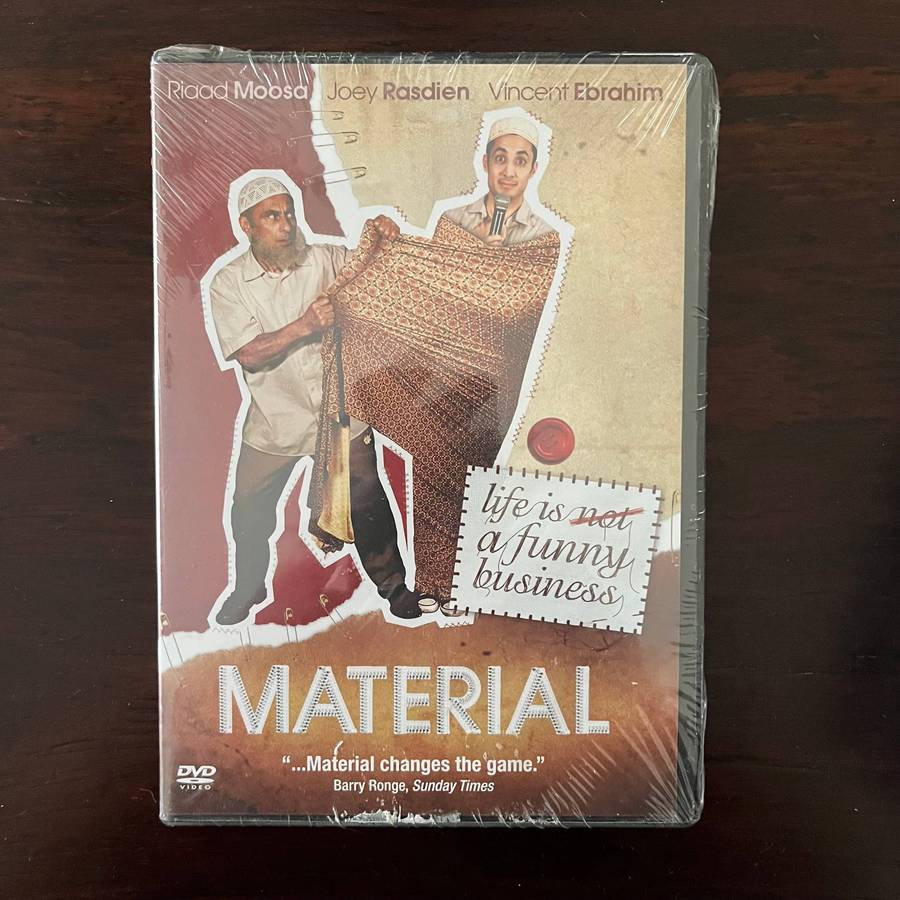 Riaad Moosa Joey Rasdien Vincent Ebrahim
life is not
a funny
business
MATERIAL
"...Material changes the game."
Barry Ronge, Sunday Times
DVD
VIDEO